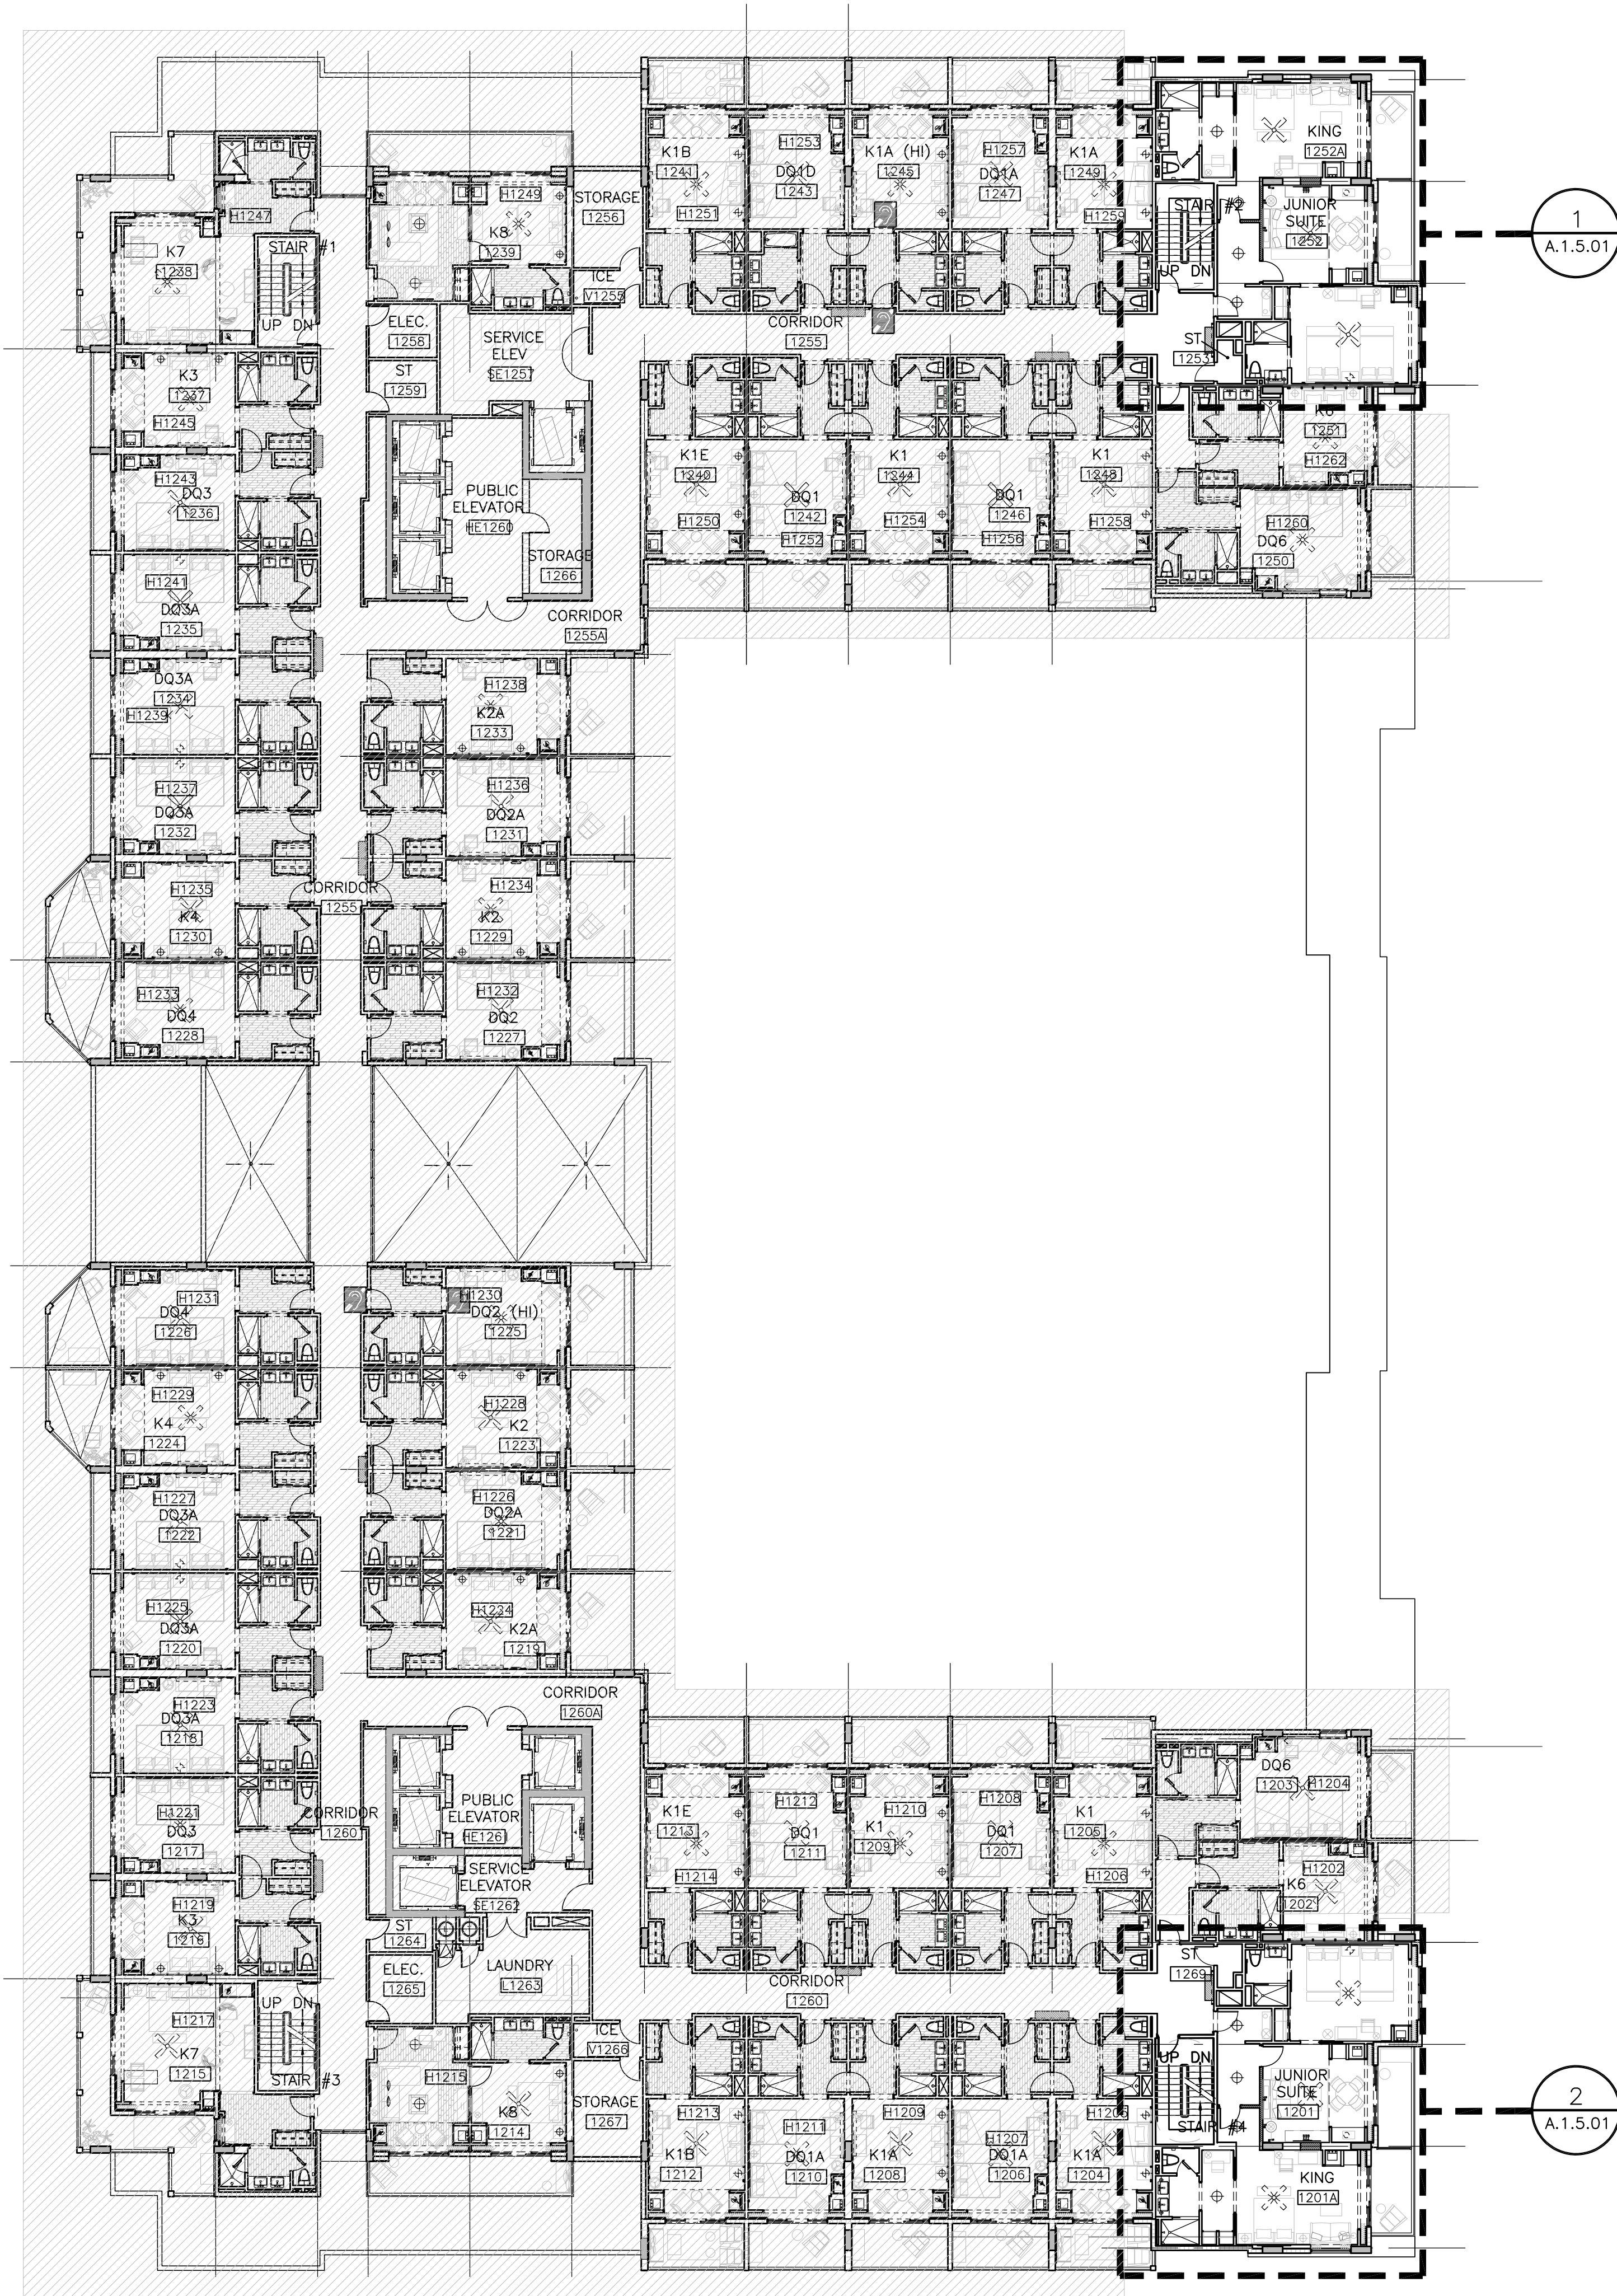 KING
1252A
K1B
1241
H1251
H1253
DQ1D
1243
K1A (HI)
1245
H1257
DQ1A
1247
K1A
1249
H1259
STAIR #2
UP DN
JUNIOR
SUITE
1252
1
A.1.5.01
H1247
K7
1238
STAIR #1
UP DN
H1249
K8
1239
STORAGE
1256
ICE
V1255
ELEC.
1258
SERVICE
ELEV
SE1257
ST
1259
CORRIDOR
1255
ST
1253
K3
1237
H1245
K6
1251
H1262
H1243
DQ3
1236
PUBLIC
ELEVATOR
HE1260
STORAGE
1266
K1E
1240
H1250
DQ1
1242
H1252
K1
1244
H1254
DQ1
1246
H1256
K1
1248
H1258
H1260
DQ6
1250
H1241
DQ3A
1235
CORRIDOR
1255A
DQ3A
1234
H1239
H1238
K2A
1233
H1237
DQ3A
1232
H1236
DQ2A
1231
H1235
K4
1230
CORRIDOR
1255
H1234
K2
1229
H1233
DQ4
1228
H1232
DQ2
1227
H1231
DQ4
1226
H1230
DQ2 (HI)
1225
H1229
K4
1224
H1228
K2
1223
H1227
DQ3A
1222
H1226
DQ2A
1221
H1225
DQ3A
1220
H1224
K2A
1219
H1223
DQ3A
1218
CORRIDOR
1260A
H1221
DQ3
1217
CORRIDOR
1260
PUBLIC
ELEVATOR
HE1261
K1E
1213
H1214
H1212
DQ1
1211
H1210
K1
1209
H1208
DQ1
1207
K1
1205
H1206
DQ6
1203
H1204
H1202
K6
1202
H1219
K3
1216
SERVICE
ELEVATOR
SE1262
ST
1264
ELEC.
1265
LAUNDRY
L1263
CORRIDOR
1260
ST
1269
H1217
K7
1215
UP DN
STAIR #3
H1215
K8
1214
ICE
V1266
STORAGE
1267
H1213
K1B
1212
H1211
DQ1A
1210
H1209
K1A
1208
H1207
DQ1A
1206
K1A
1204
UP DN
STAIR #4
JUNIOR
SUITE
1201
KING
1201A
2
A.1.5.01